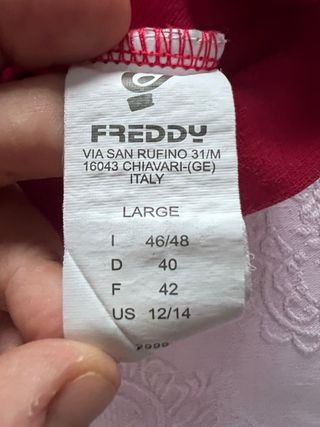 FREDDY
VIA SAN RUFINO 31/M
16043 CHIAVARI-(GE)
ITALY
LARGE
I 46/48
D 40
F 42
US 12/14